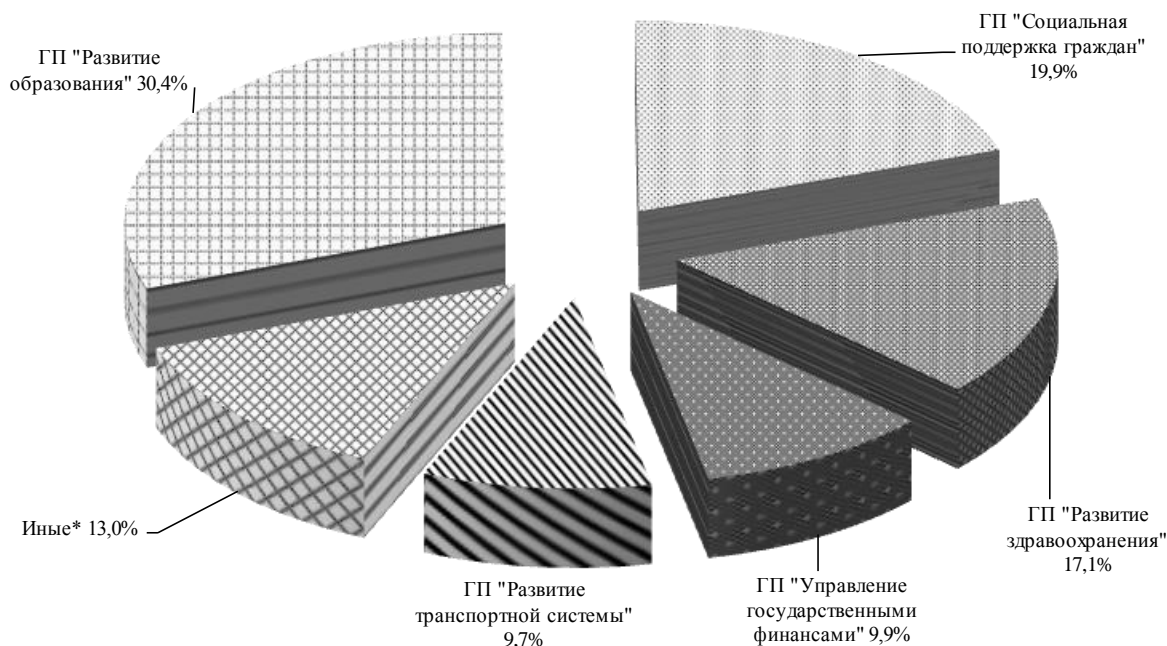 ГП "Социальная
поддержка граждан"
19,9%
ГП "Развитие
образования" 30,4%
ГП "Развитие
здравоохранения"
17,1%
Иные* 13,0%
ГП "Развитие
транспортной системы"
9,7%
ГП "Управление
государственными
финансами" 9,9%